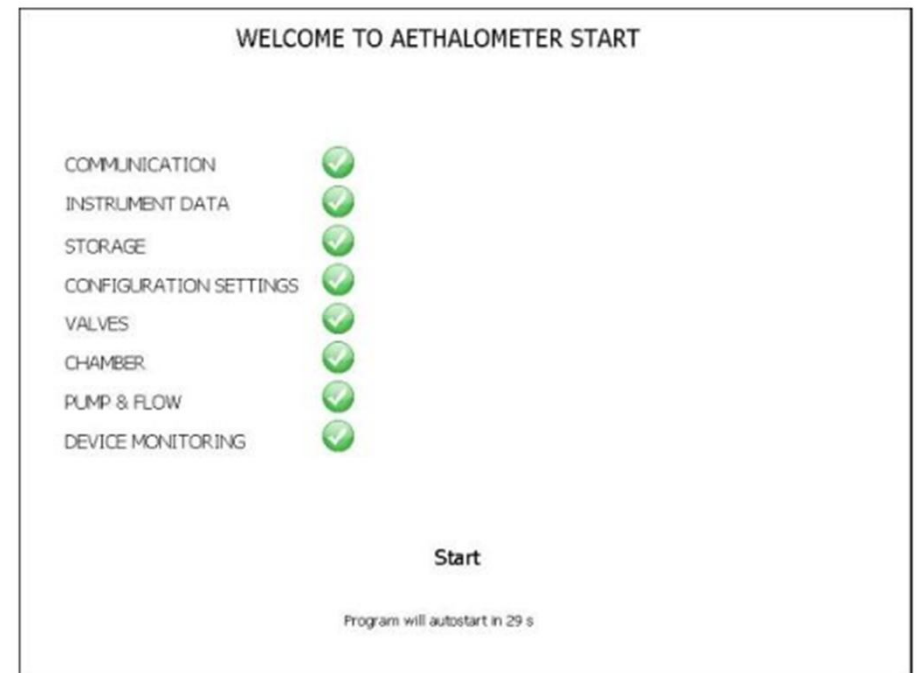 WELCOME TO AETHALOMETER START
COMMUNICATION
INSTRUMENT DATA
STORAGE
CONFIGURATION SETTINGS
VALVES
CHAMBER
PUMP & FLOW
DEVICE MONITORING
Start
Program will autostart in 29 s